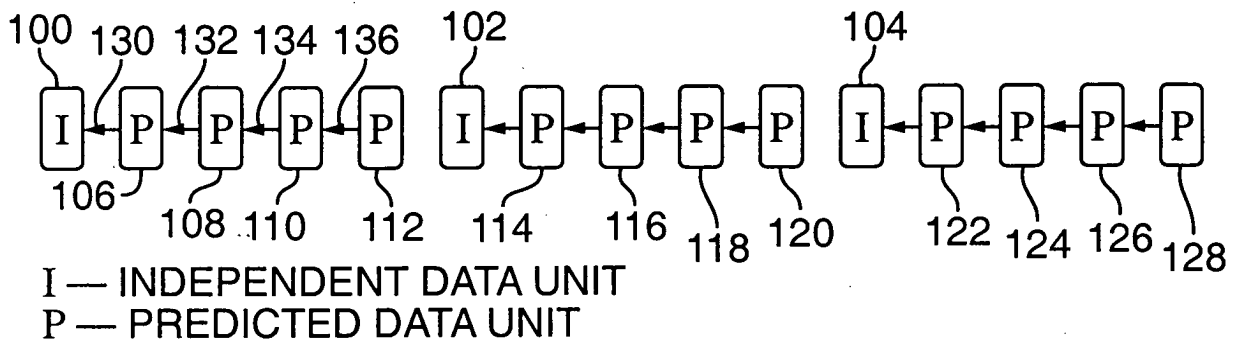 100 130 132 134 136 102 104
I P P P P I P P P P I P P P P
106 108 110 112 114 116 118 120 122 124 126 128
I — INDEPENDENT DATA UNIT
P — PREDICTED DATA UNIT